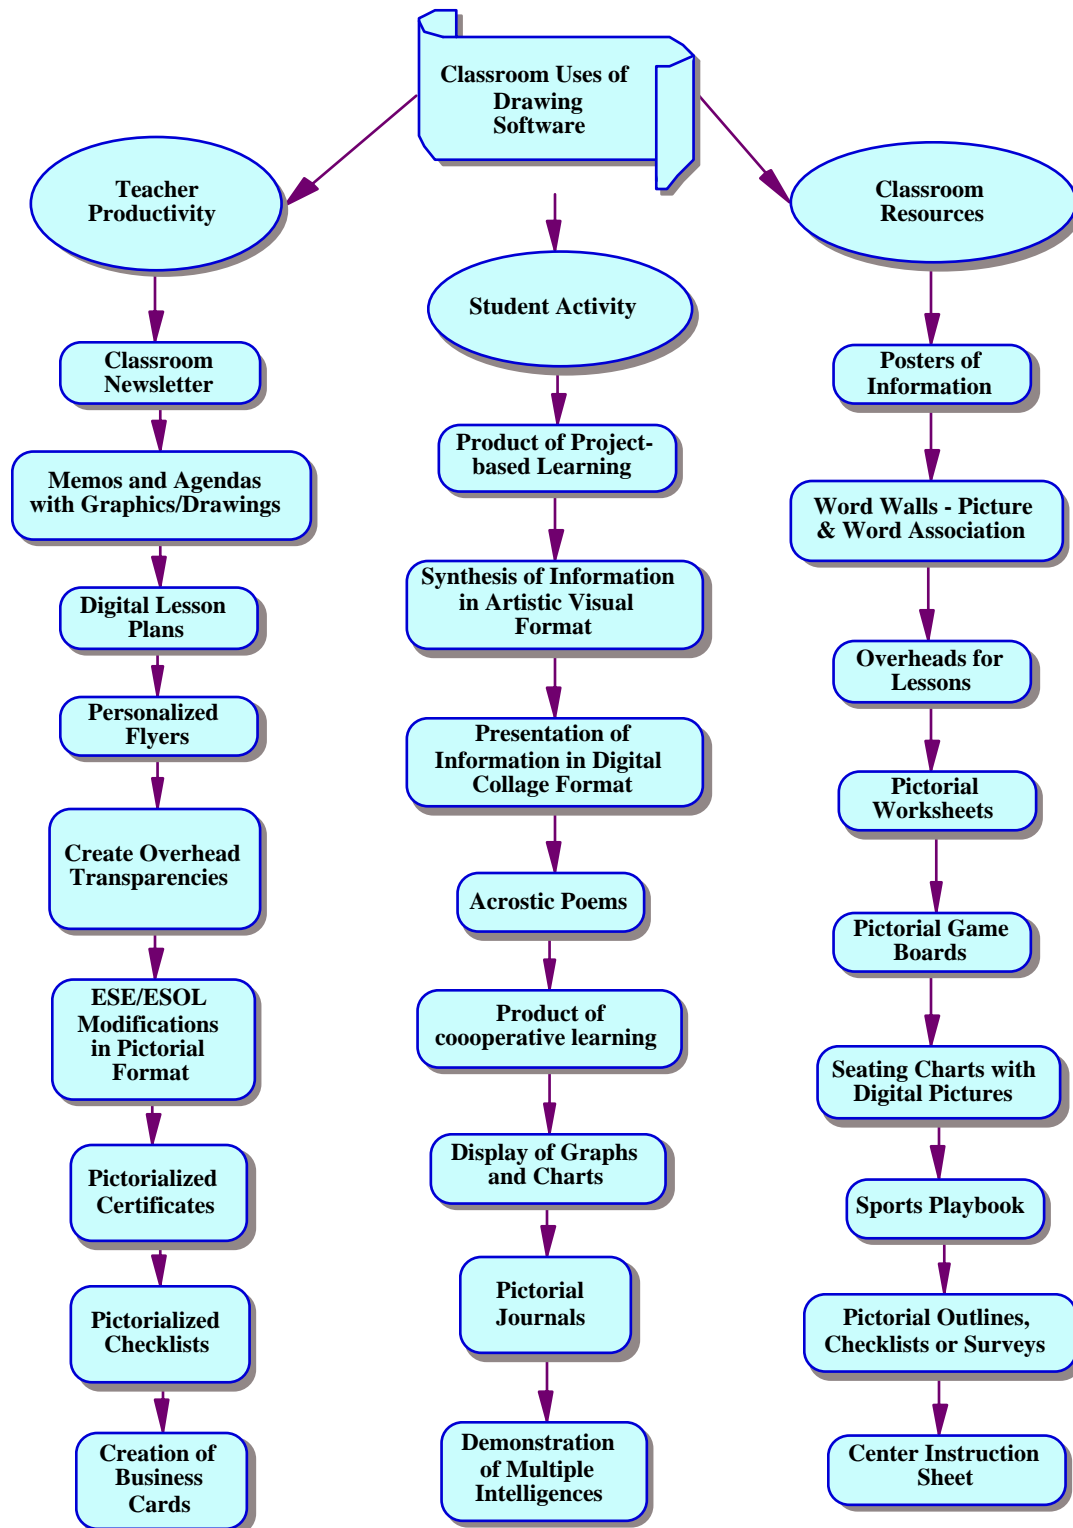 Classroom Uses of
Drawing
Software
Teacher
Productivity
Classroom
Newsletter
Memos and Agendas
with Graphics/Drawings
Digital Lesson
Plans
Personalized
Flyers
Create Overhead
Transparencies
ESE/ESOL
Modifications
in Pictorial
Format
Pictorialized
Certificates
Pictorialized
Checklists
Creation of
Business
Cards
Student Activity
Product of Project-
based Learning
Synthesis of Information
in Artistic Visual
Format
Presentation of
Information in Digital
Collage Format
Acrostic Poems
Product of
coooperative learning
Display of Graphs
and Charts
Pictorial
Journals
Demonstration
of Multiple
Intelligences
Classroom
Resources
Posters of
Information
Word Walls - Picture
& Word Association
Overheads for
Lessons
Pictorial
Worksheets
Pictorial Game
Boards
Seating Charts with
Digital Pictures
Sports Playbook
Pictorial Outlines,
Checklists or Surveys
Center Instruction
Sheet